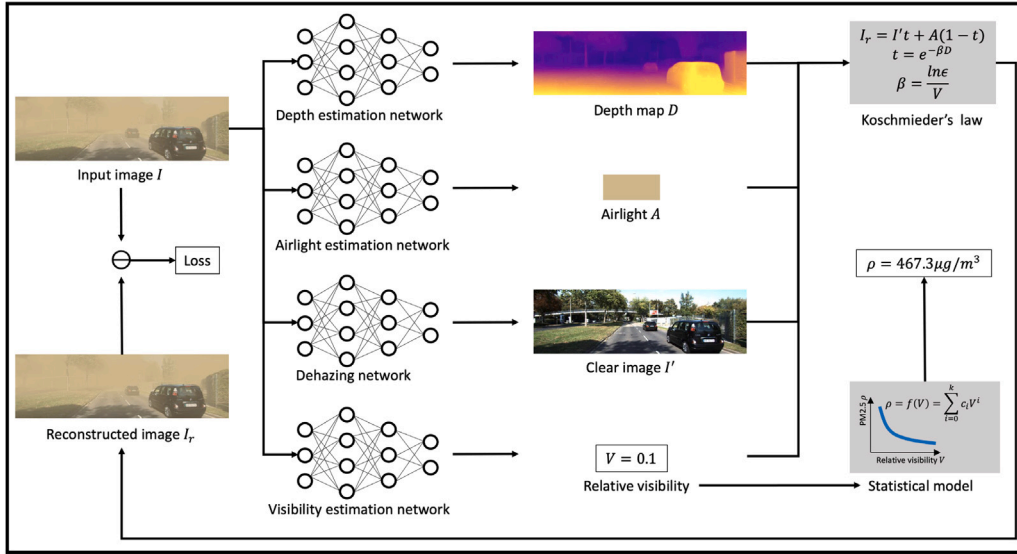 Depth estimation network
Depth map D
I_r = I't + A(1 − t)
t = e^{−βD}
β = lnϵ / V
Koschmieder's law
Input image I
Airlight estimation network
Airlight A
Loss
ρ = 467.3μg/m³
Dehazing network
Clear image I'
Reconstructed image I_r
Visibility estimation network
V = 0.1
Relative visibility
PM2.5 ρ
ρ = f(V) = ∑_{i=0}^{k} c_i V^i
Relative visibility V
Statistical model